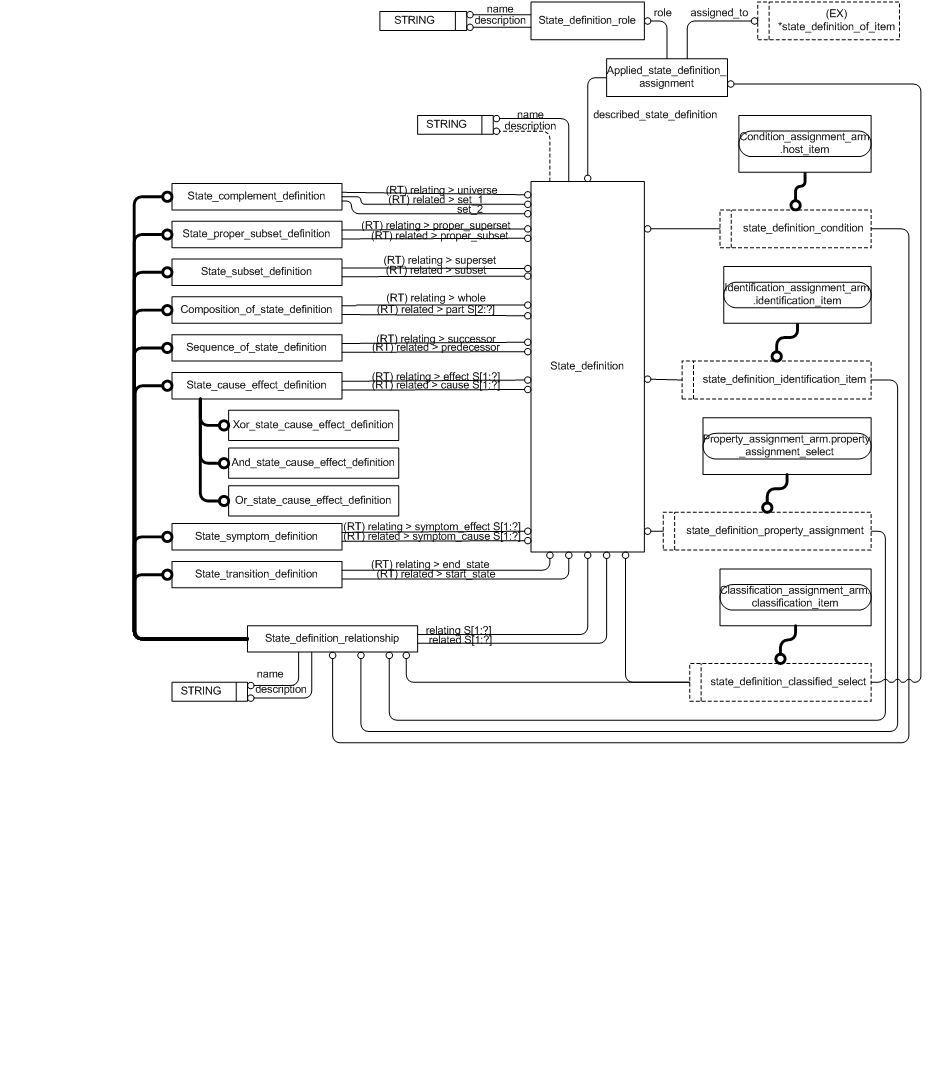 name
STRING
description
State_definition_role
role
assigned_to
(EX)
*state_definition_of_item
Applied_state_definition_
assignment
described_state_definition
name
STRING
description
Condition_assignment_arm
.host_item
State_complement_definition
(RT) relating > universe
(RT) related > set_1
set_2
State_proper_subset_definition
(RT) relating > proper_superset
(RT) related > proper_subset
state_definition_condition
State_subset_definition
(RT) relating > superset
(RT) related > subset
Identification_assignment_arm
.identification_item
Composition_of_state_definition
(RT) relating > whole
(RT) related > part S[2:?]
Sequence_of_state_definition
(RT) relating > successor
(RT) related > predecessor
State_definition
State_cause_effect_definition
(RT) relating > effect S[1:?]
(RT) related > cause S[1:?]
state_definition_identification_item
Xor_state_cause_effect_definition
And_state_cause_effect_definition
Or_state_cause_effect_definition
Property_assignment_arm.property
_assignment_select
State_symptom_definition
(RT) relating > symptom_effect S[1:?]
(RT) related > symptom_cause S[1:?]
state_definition_property_assignment
State_transition_definition
(RT) relating > end_state
(RT) related > start_state
Classification_assignment_arm.
classification_item
State_definition_relationship
relating S[1:?]
related S[1:?]
name
STRING
description
state_definition_classified_select